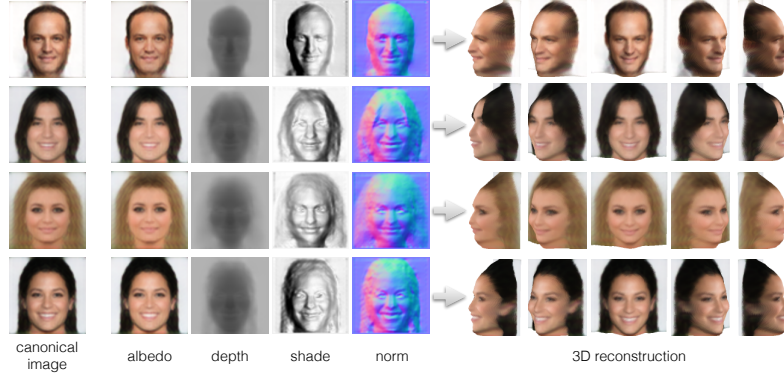 canonical
image
albedo
depth
shade
norm
3D reconstruction